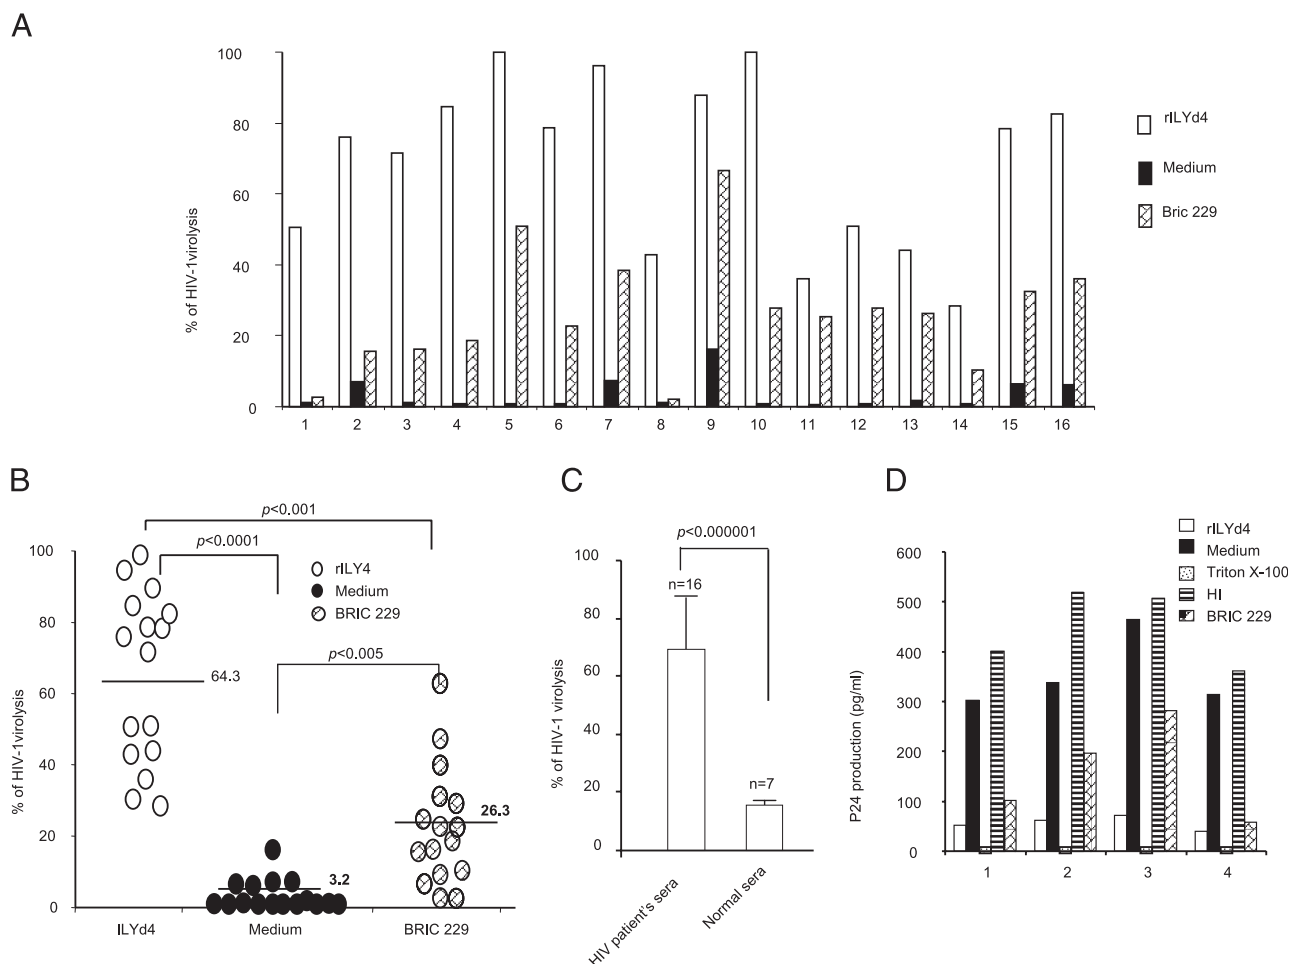 A
100
80
60
40
20
0
% of HIV-1virolysis
1 2 3 4 5 6 7 8 9 10 11 12 13 14 15 16
rILYd4
Medium
Bric 229
B
p<0.001
p<0.0001
p<0.005
100
80
60
40
20
0
% of HIV-1virolysis
rILY4
Medium
BRIC 229
64.3
3.2
26.3
ILYd4 Medium BRIC 229
C
p<0.000001
n=16
n=7
100
80
60
40
20
0
% of HIV-1 virolysis
HIV patient's sera
Normal sera
D
rILYd4
Medium
Triton X-100
HI
BRIC 229
600
500
400
300
200
100
0
P24 production (pg/ml)
1 2 3 4